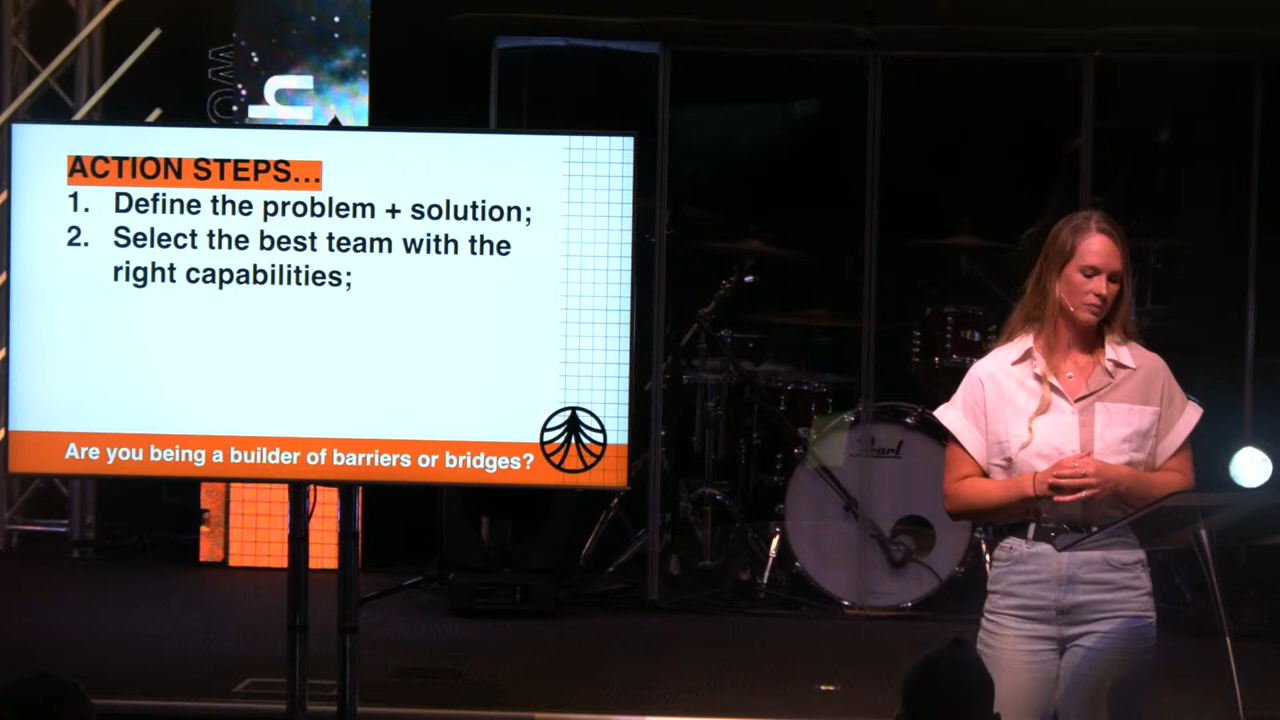 ACTION STEPS...
1. Define the problem + solution;
2. Select the best team with the
right capabilities;
Are you being a builder of barriers or bridges?
Pearl